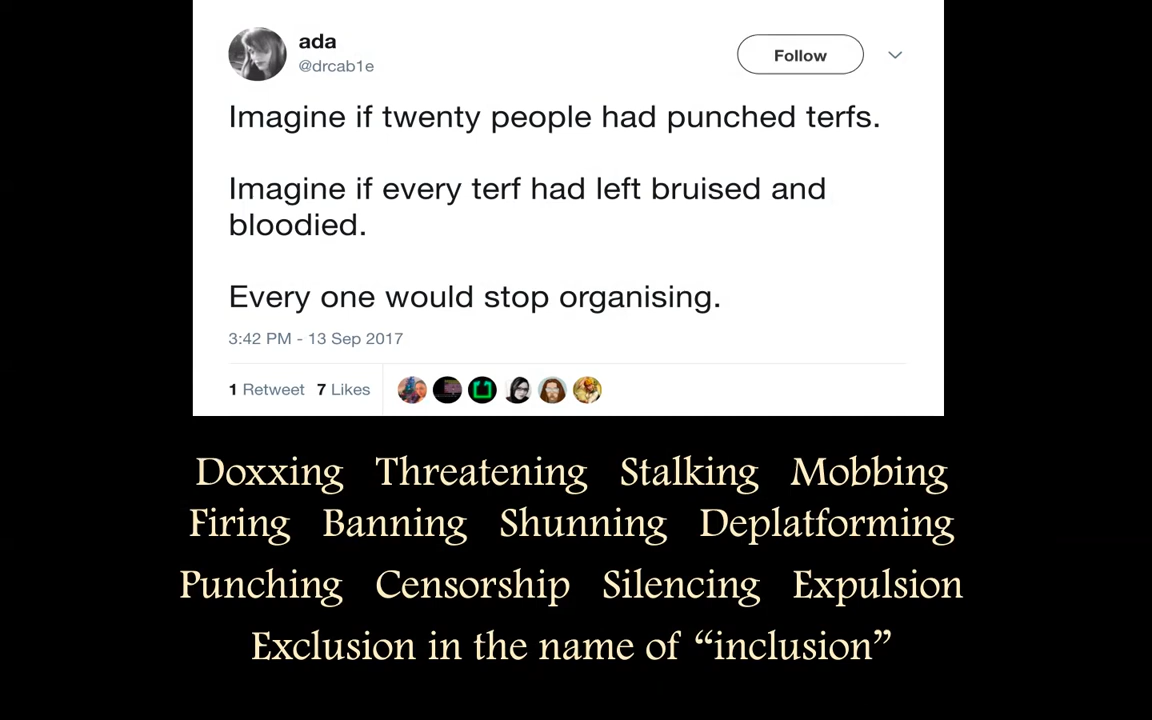 ada
@drcab1e
Follow
Imagine if twenty people had punched terfs.
Imagine if every terf had left bruised and
bloodied.
Every one would stop organising.
3:42 PM - 13 Sep 2017
1 Retweet 7 Likes
Doxxing Threatening Stalking Mobbing
Firing Banning Shunning Deplatforming
Punching Censorship Silencing Expulsion
Exclusion in the name of “inclusion”